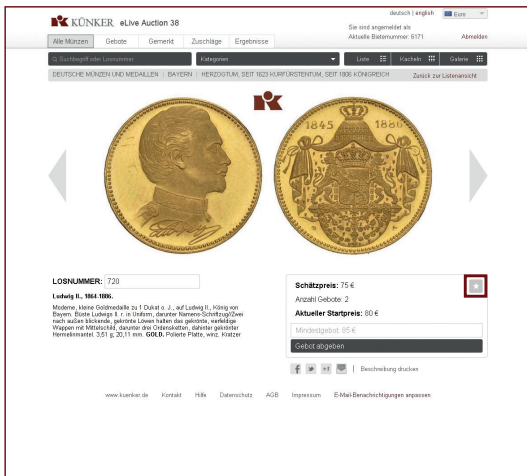 KÜNKER eLive Auction 38
deutsch | english
Euro
Sie sind angemeldet als
Aktuelle Bieternummer: 6171
Abmelden
Alle Münzen
Gebote
Gemerkt
Zuschläge
Ergebnisse
Suchbegriff oder Losnummer
Kategorien
Liste
Kacheln
Galerie
DEUTSCHE MÜNZEN UND MEDAILLEN | BAYERN | HERZOGTUM, SEIT 1623 KURFÜRSTENTUM, SEIT 1806 KÖNIGREICH
Zurück zur Listenansicht
1845 1886
LOSNUMMER: 720
Ludwig II., 1864-1886.
Moderne, kleine Goldmedaille zu 1 Dukat o. J., auf Ludwig II., König von
Bayern. Büste Ludwigs II. r. in Uniform, darunter Namens-Schriftzug//Zwei
nach außen blickende, gekrönte Löwen halten das gekrönte, vierfeldige
Wappen mit Mittelschild, darunter drei Ordensketten, dahinter gekrönter
Hermelinmantel. 3,51 g; 20,11 mm. GOLD. Polierte Platte, winz. Kratzer
Schätzpreis: 75 €
Anzahl Gebote: 2
Aktueller Startpreis: 80 €
Mindestgebot: 85 €
Gebot abgeben
| Beschreibung drucken
www.kuenker.de
Kontakt
Hilfe
Datenschutz
AGB
Impressum
E-Mail-Benachrichtigungen anpassen